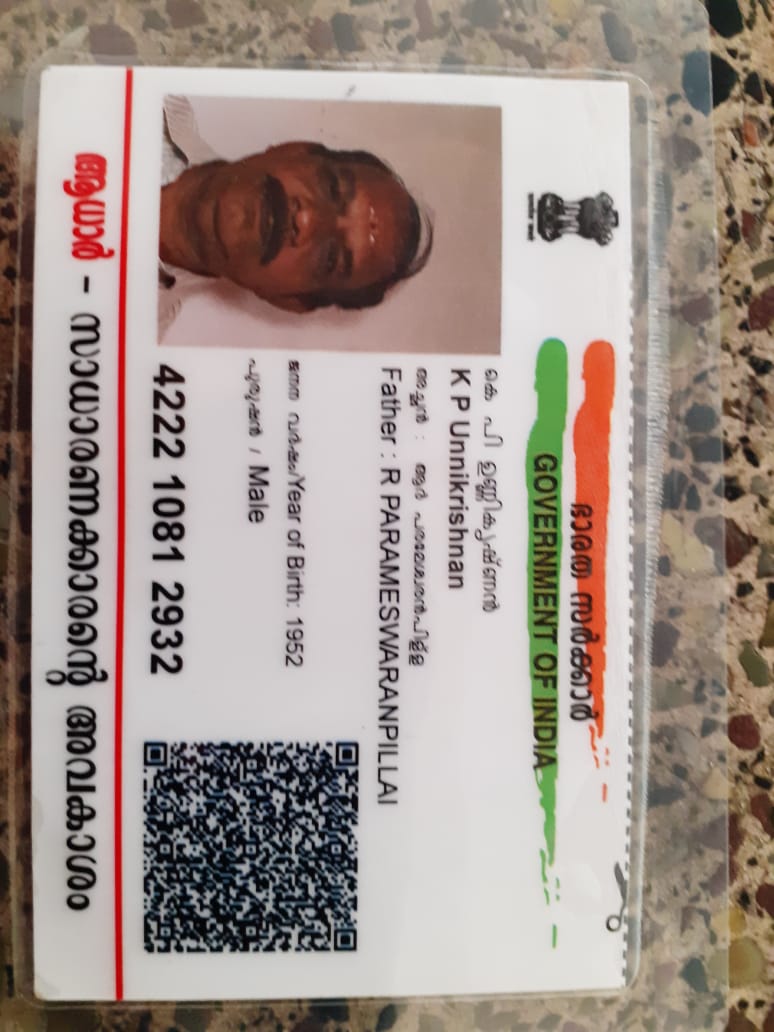 ഭാരത സർക്കാർ
GOVERNMENT OF INDIA
കെ പി ഉണ്ണികൃഷ്ണൻ
K P Unnikrishnan
അച്ഛൻ : ആർ പരമേശ്വരൻപിള്ള
Father : R PARAMESWARANPILLAI
ജനന വർഷം/Year of Birth: 1952
പുരുഷൻ / Male
4222 1081 2932
ആധാർ - സാധാരണക്കാരന്റെ അവകാശം